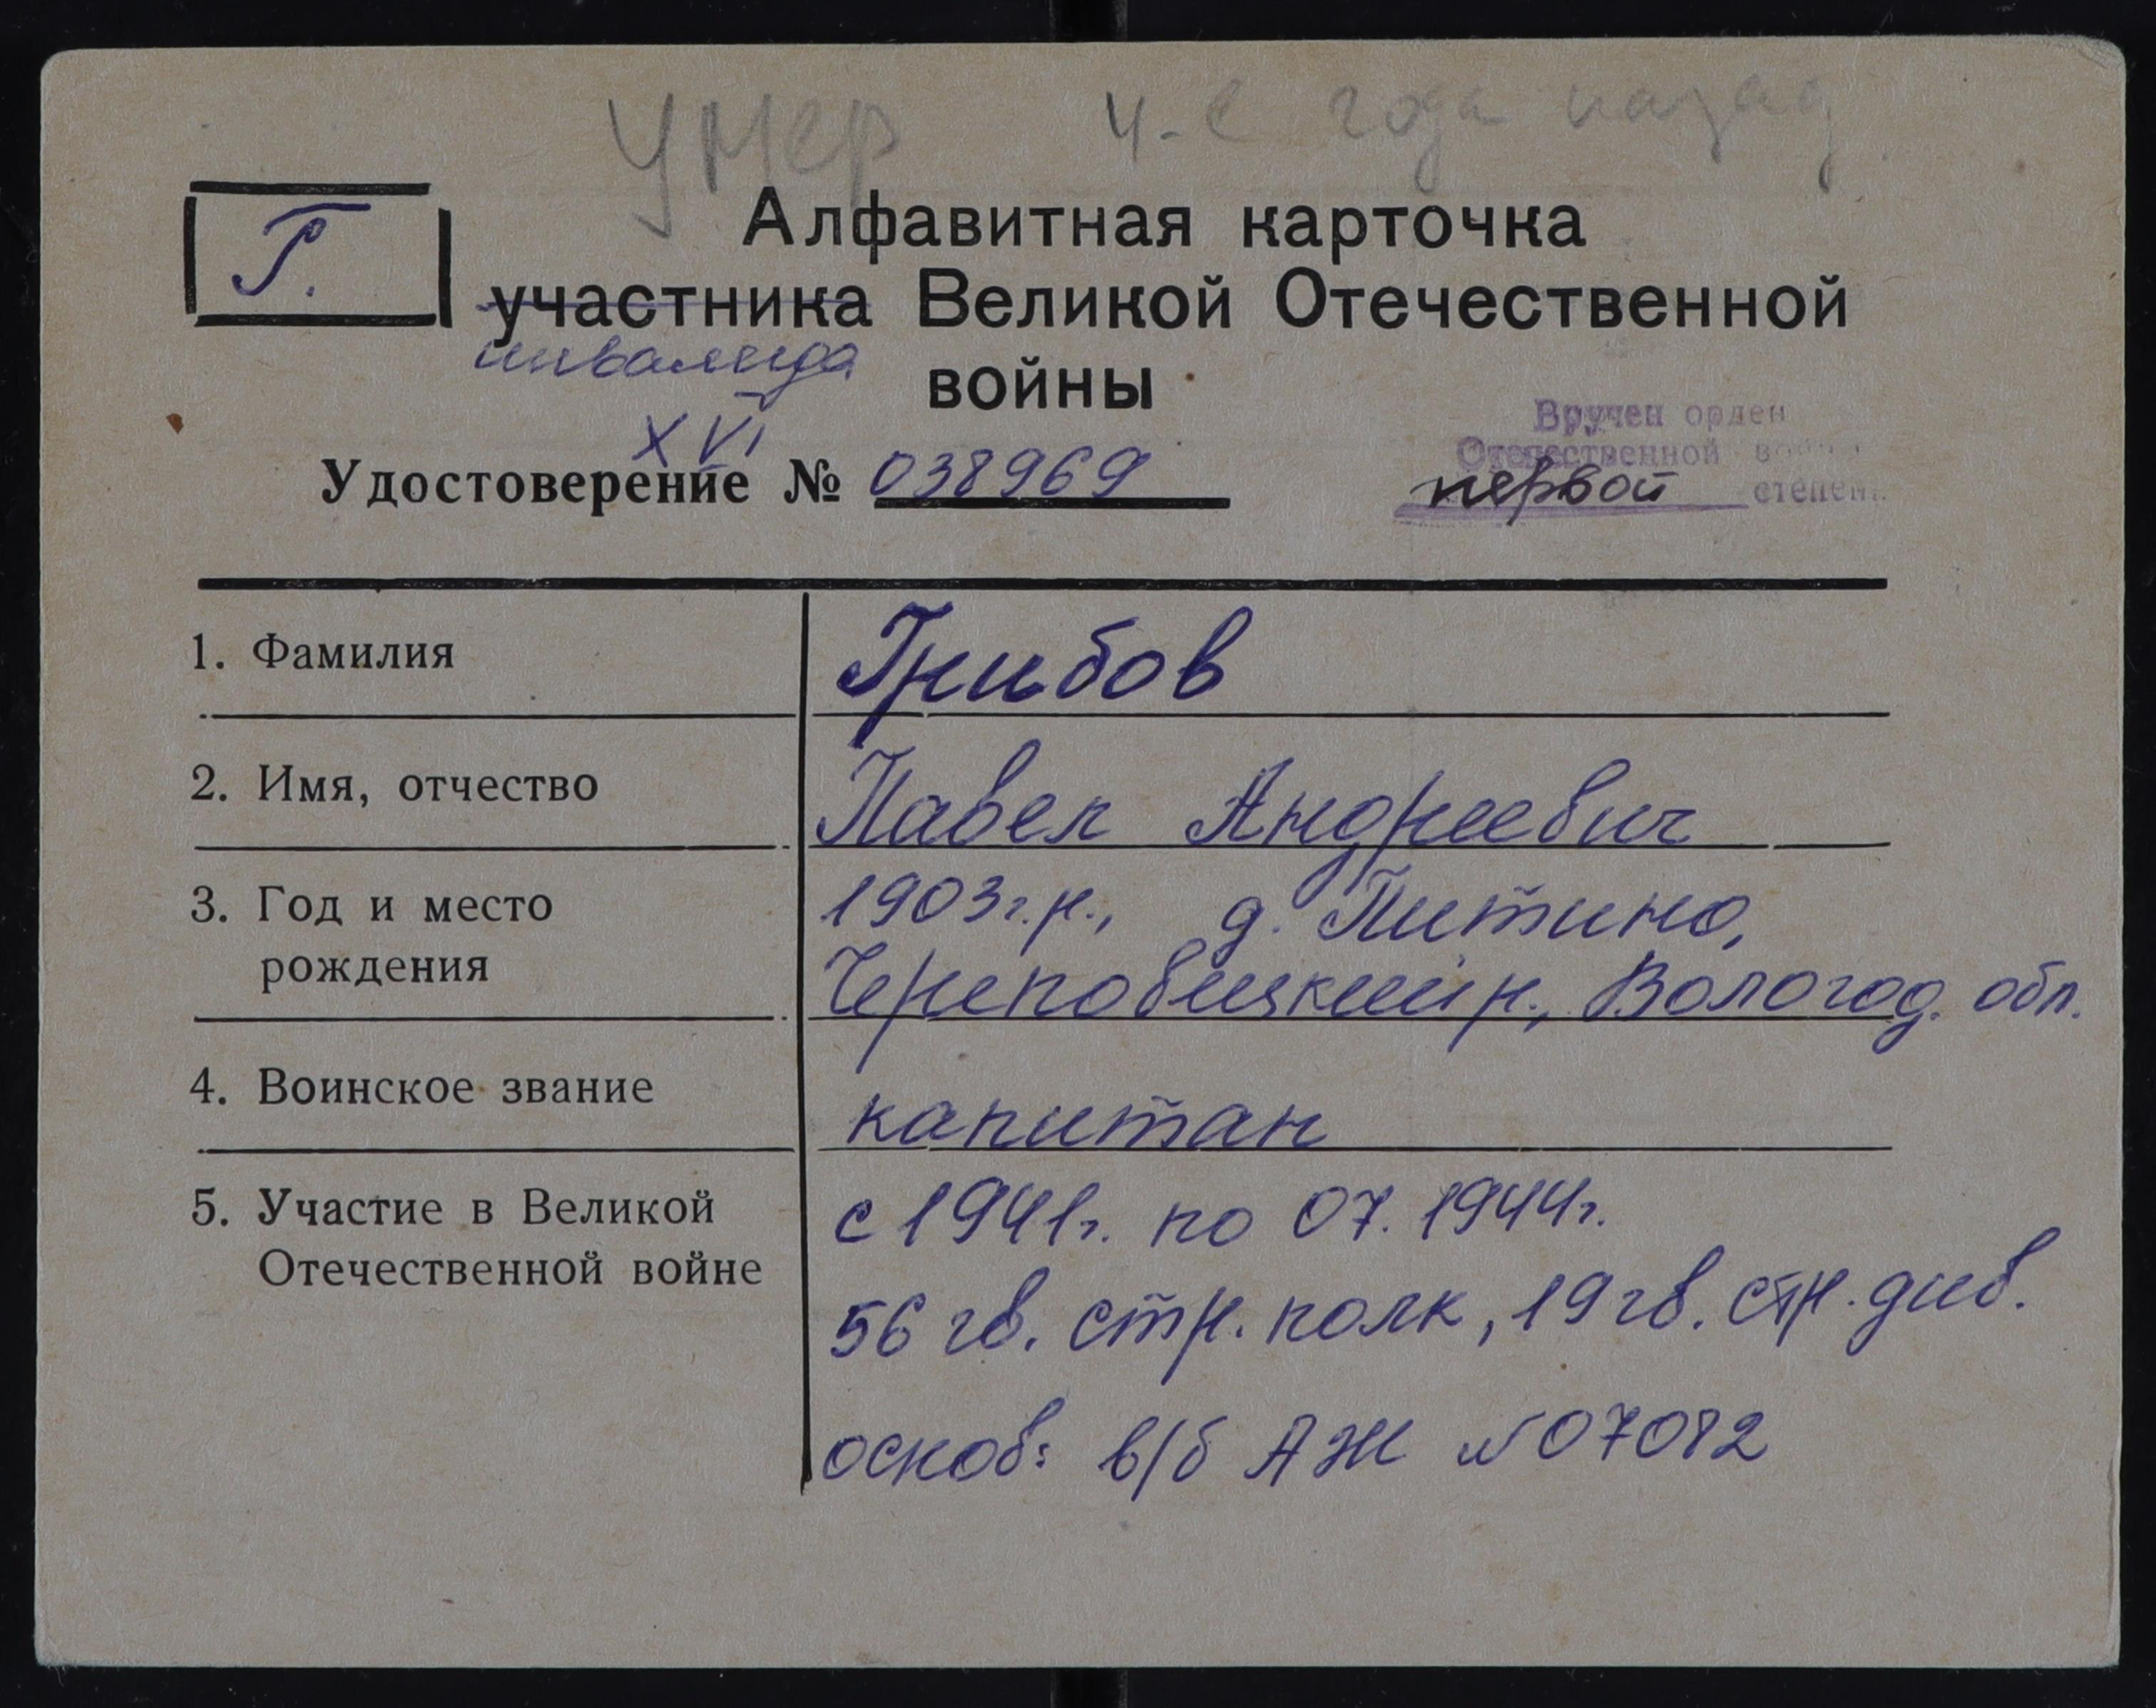 Умер 4-е года назад
Г.
Алфавитная карточка
участника Великой Отечественной
инвалида
войны
XVI
Удостоверение № 038969
Вручен орден
Отечественной войны
первой степени
1. Фамилия
Грибов
2. Имя, отчество
Павел Андреевич
3. Год и место
рождения
1903г.р., д. Питино,
Череповецкий р., Вологод. обл.
4. Воинское звание
капитан
5. Участие в Великой
Отечественной войне
с 1941г. по 07.1944г.
56 гв. стр. полк, 19 гв. стр. див.
основ: в/б АЖ №07082